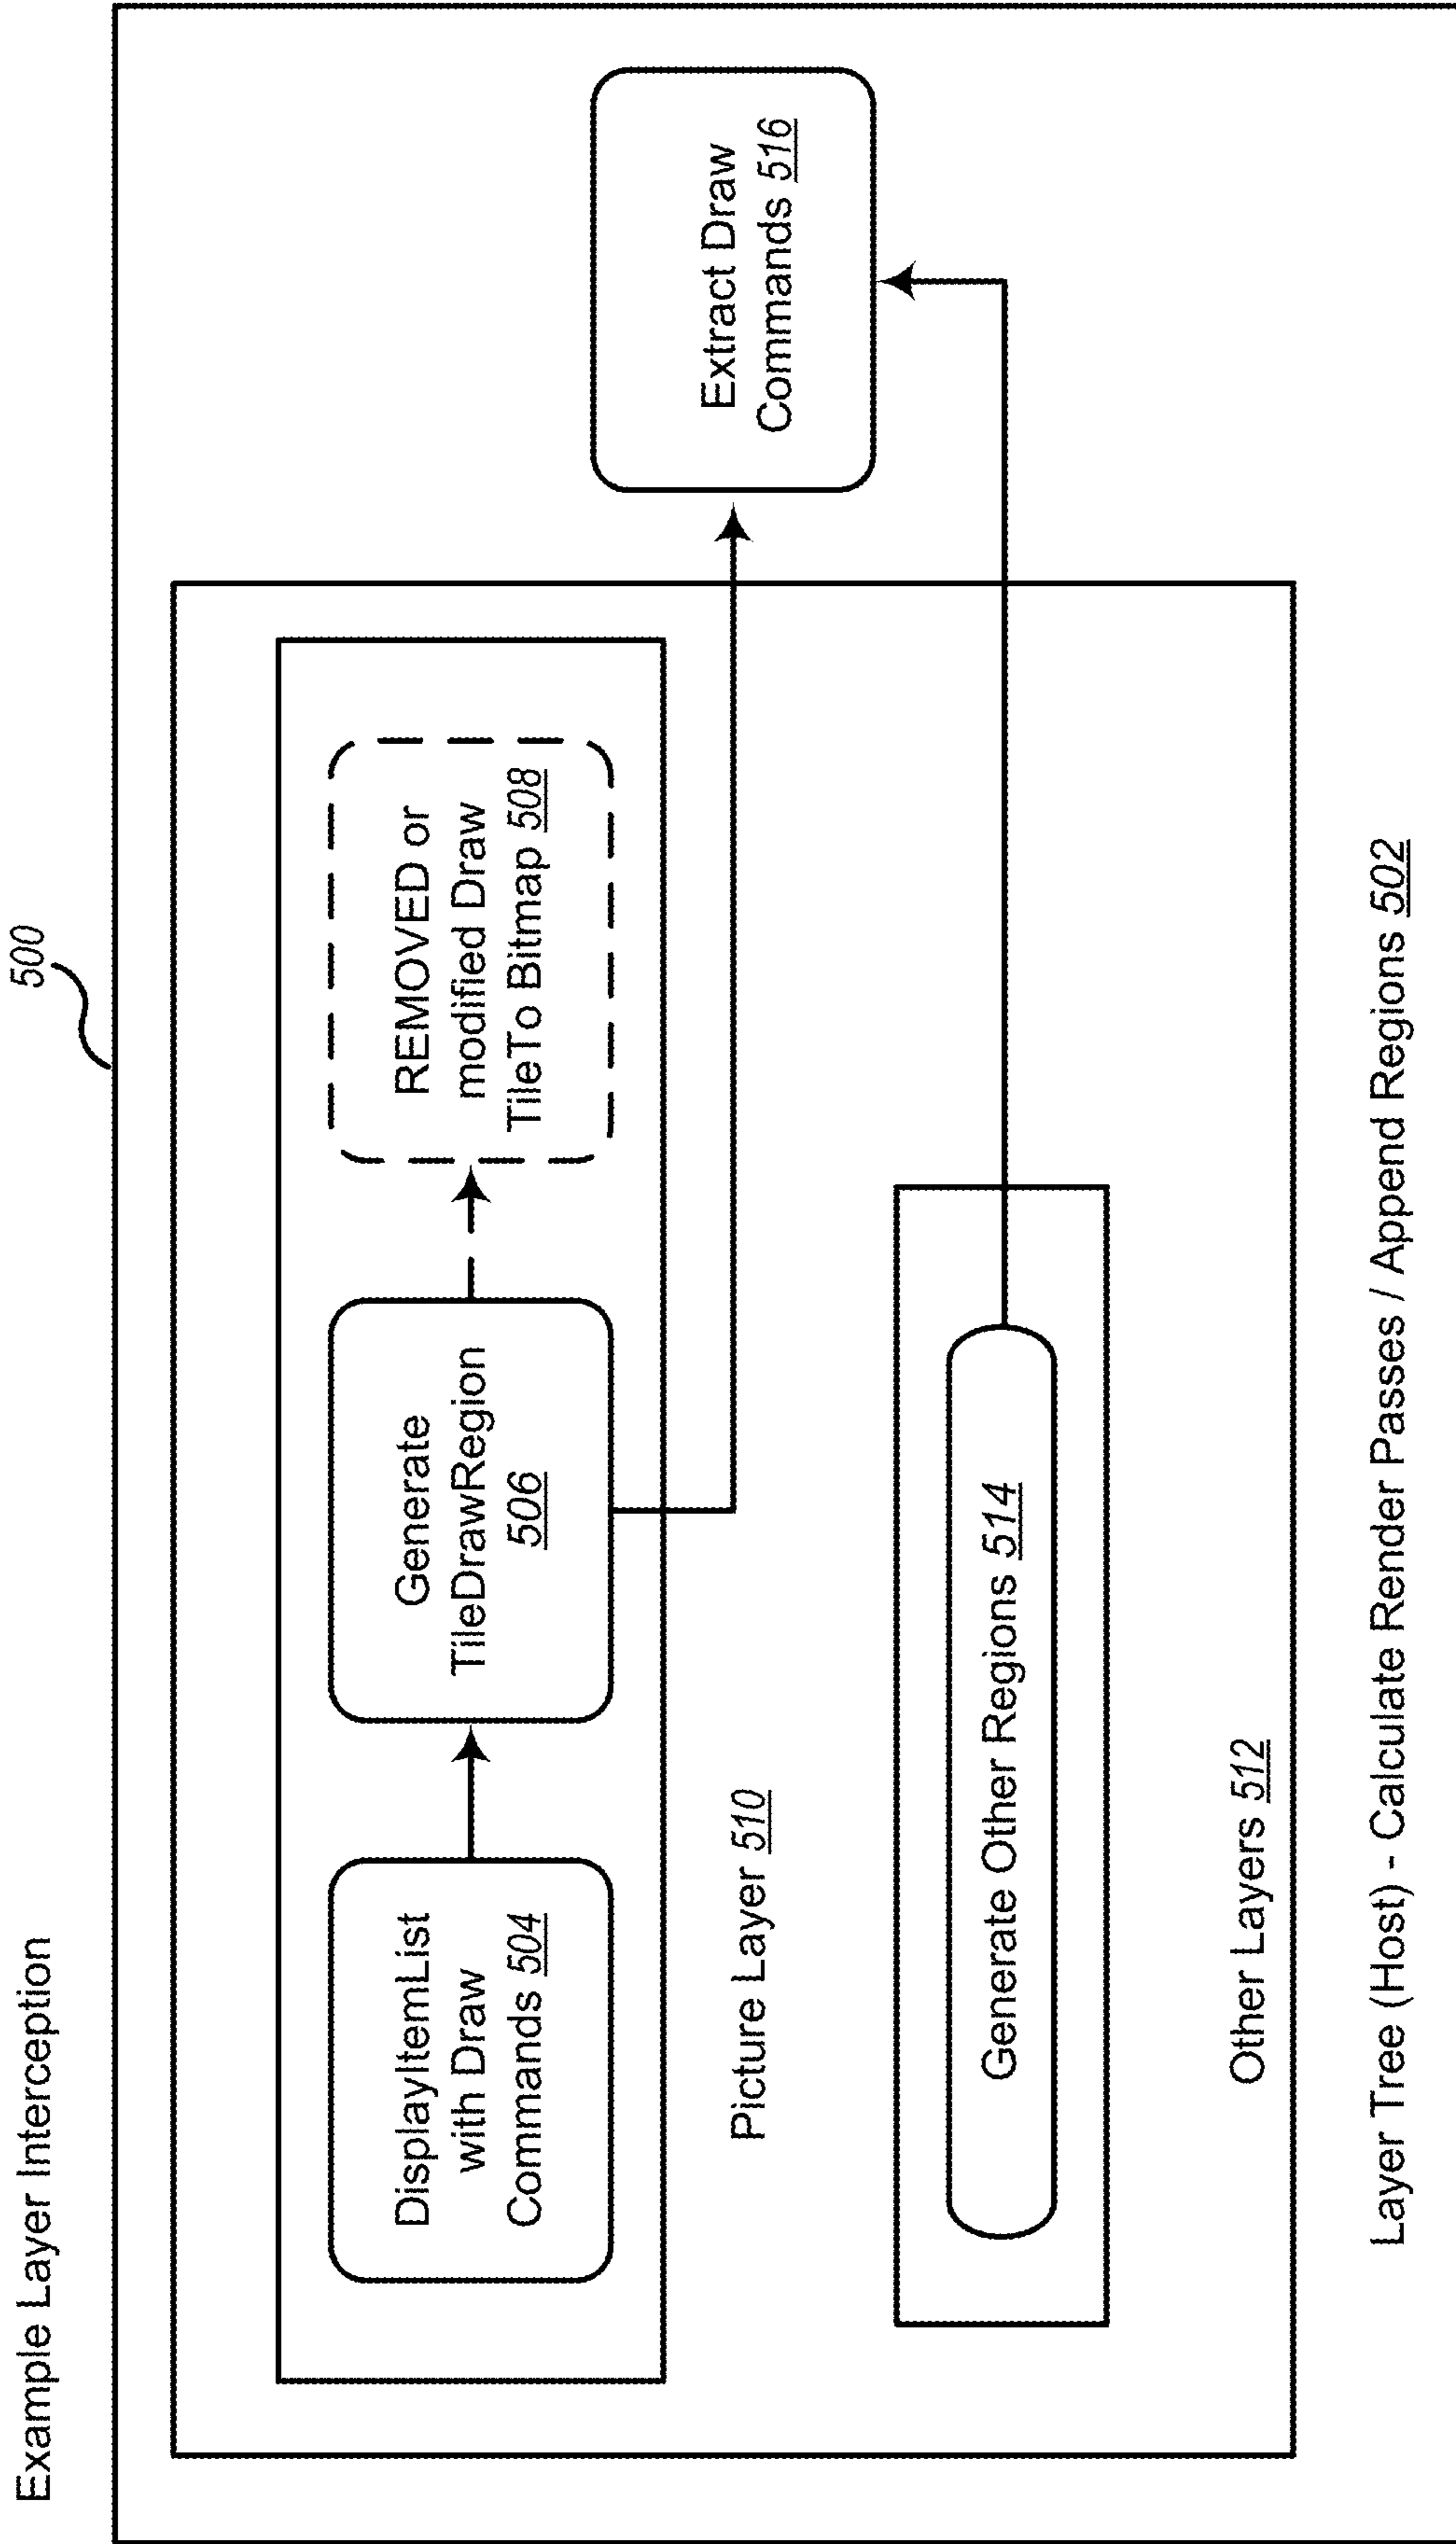 Example Layer Interception
500
DisplayItemList
with Draw
Commands 504
Generate
TileDrawRegion
506
REMOVED or
modified Draw
TileTo Bitmap 508
Picture Layer 510
Extract Draw
Commands 516
Generate Other Regions 514
Other Layers 512
Layer Tree (Host) - Calculate Render Passes / Append Regions 502